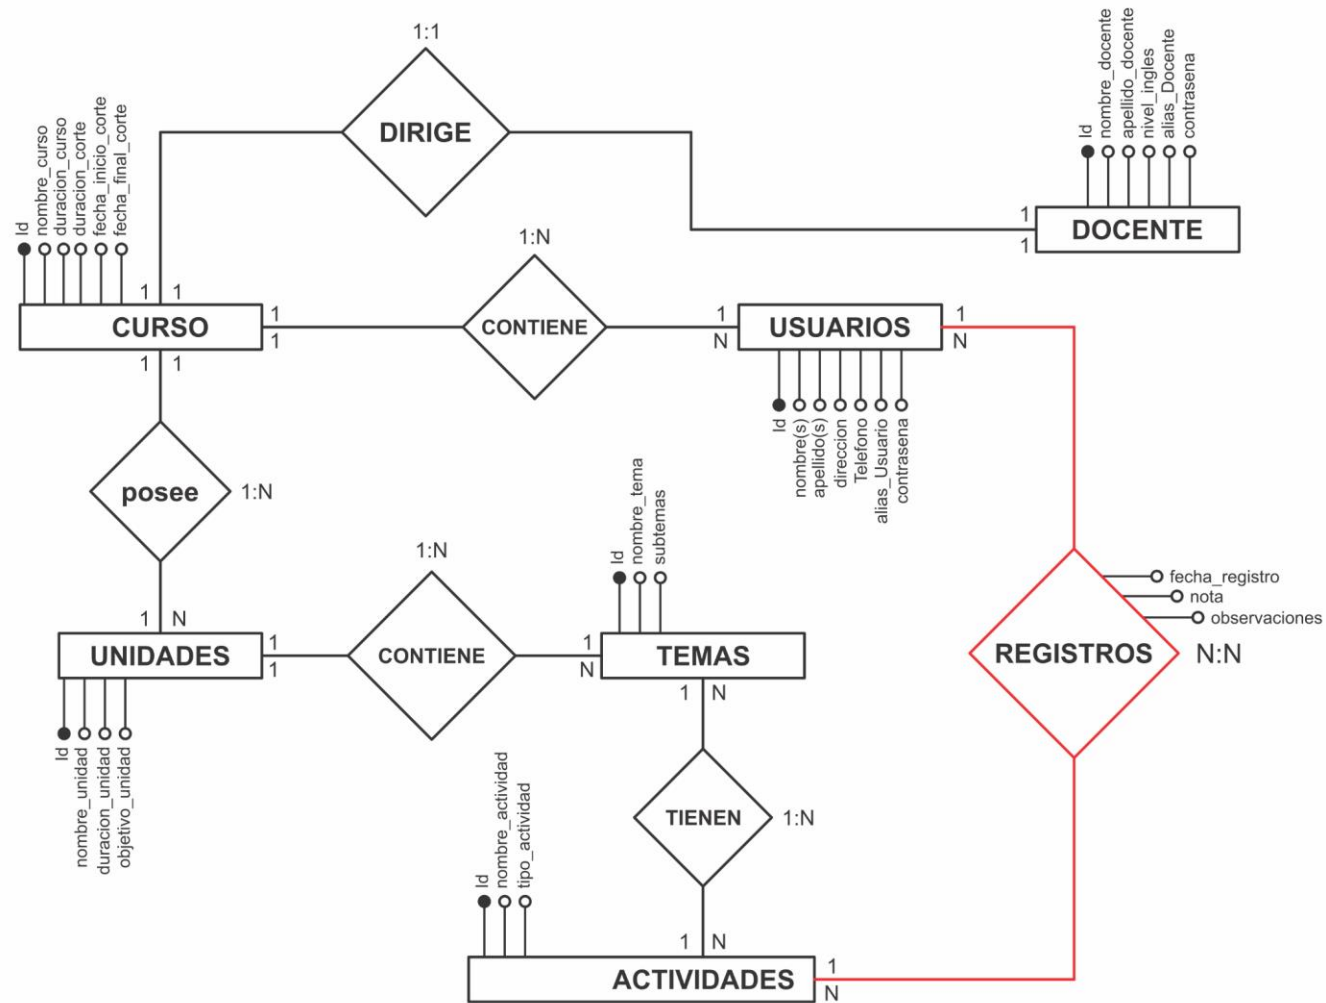 1:1
DIRIGE
Id
nombre_curso
duracion_curso
duracion_corte
fecha_inicio_corte
fecha_final_corte
1 1
CURSO
1
1
1 1
Id
nombre_docente
apellido_docente
nivel_ingles
alias_Docente
contrasena
1
1
DOCENTE
1:N
CONTIENE
1
N
USUARIOS
1
N
Id
nombre(s)
apellido(s)
direccion
Telefono
alias_Usuario
contrasena
posee
1:N
1 N
UNIDADES
1
1
Id
nombre_unidad
duracion_unidad
objetivo_unidad
1:N
CONTIENE
Id
nombre_tema
subtemas
1
N
TEMAS
1 N
fecha_registro
nota
observaciones
REGISTROS
N:N
TIENEN
1:N
Id
nombre_actividad
tipo_actividad
1 N
ACTIVIDADES
1
N